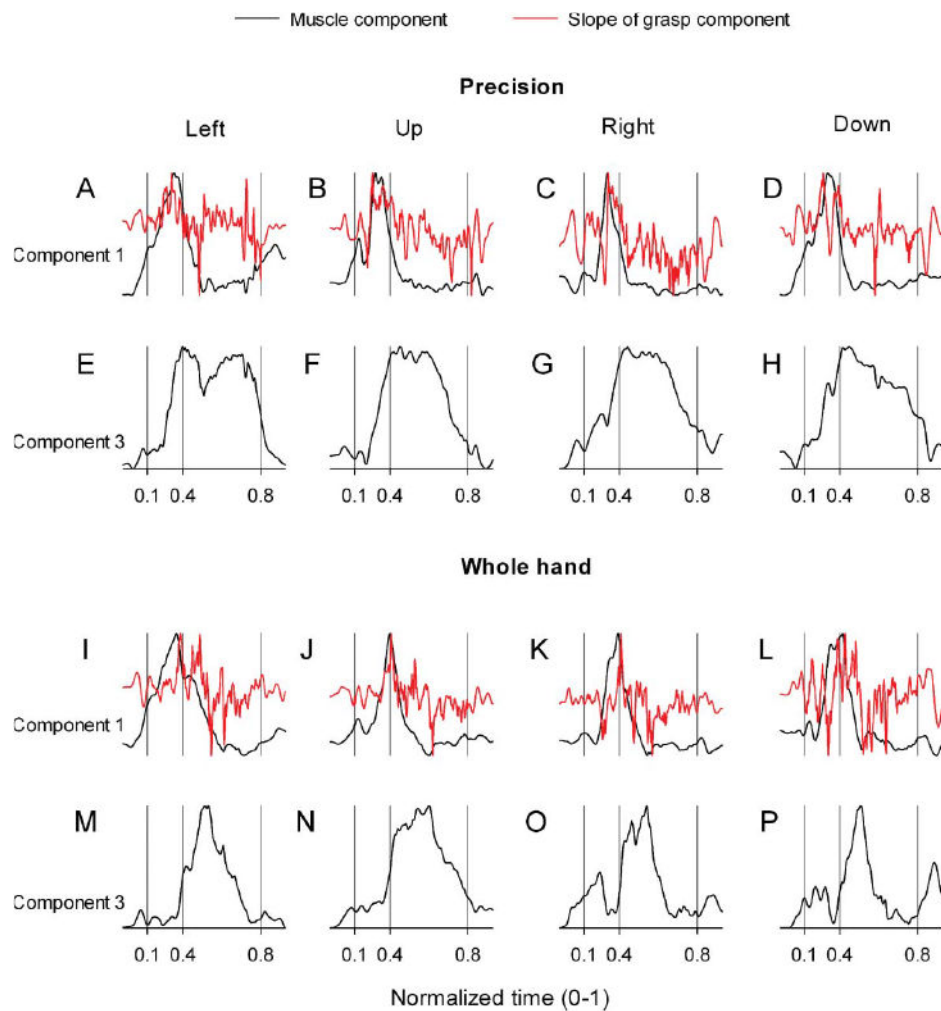 Muscle component Slope of grasp component
Precision
Left Up Right Down
A B C D
Component 1
E F G H
Component 3
0.1 0.4 0.8 0.1 0.4 0.8 0.1 0.4 0.8 0.1 0.4 0.8
Whole hand
I J K L
Component 1
M N O P
Component 3
0.1 0.4 0.8 0.1 0.4 0.8 0.1 0.4 0.8 0.1 0.4 0.8
Normalized time (0-1)